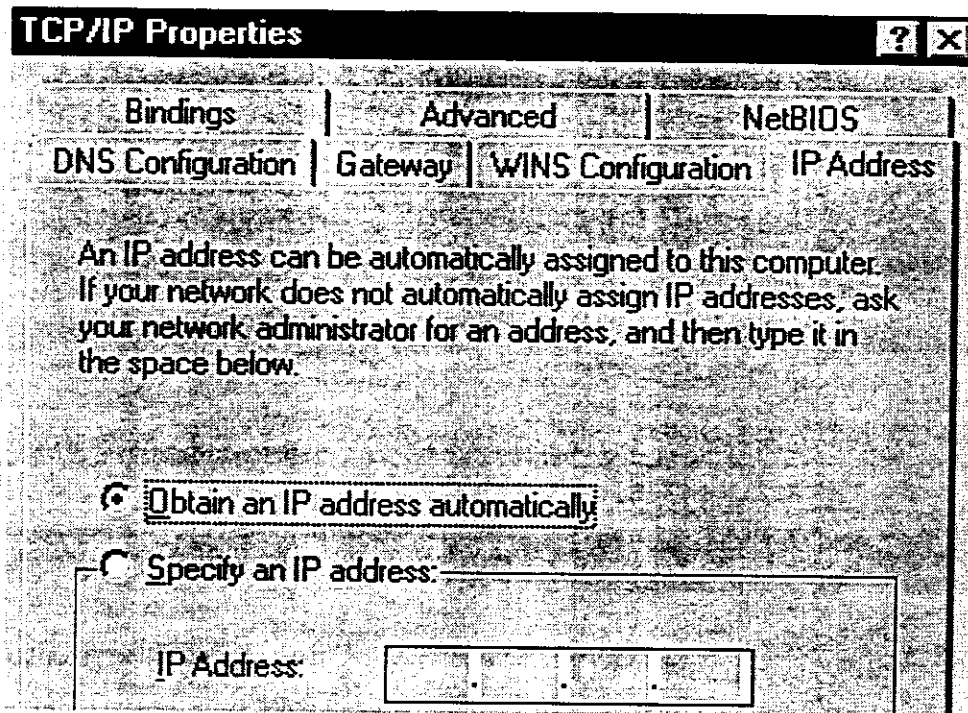 TCP/IP Properties
? X
Bindings Advanced NetBIOS
DNS Configuration Gateway WINS Configuration IP Address
An IP address can be automatically assigned to this computer.
If your network does not automatically assign IP addresses, ask
your network administrator for an address, and then type it in
the space below.
Obtain an IP address automatically
Specify an IP address:
IP Address: . . .